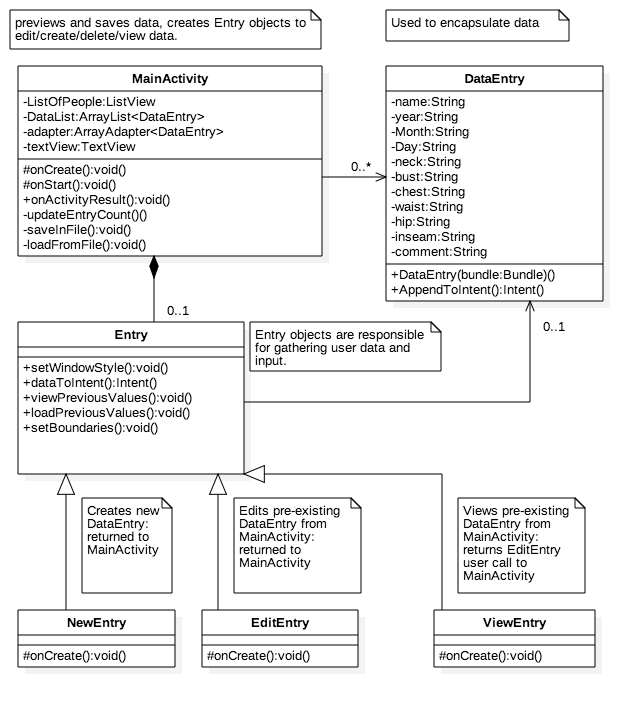 previews and saves data, creates Entry objects to
edit/create/delete/view data.
Used to encapsulate data
MainActivity
-ListOfPeople:ListView
-DataList:ArrayList<DataEntry>
-adapter:ArrayAdapter<DataEntry>
-textView:TextView
#onCreate():void()
#onStart():void()
+onActivityResult():void()
-updateEntryCount()()
-saveInFile():void()
-loadFromFile():void()
0..*
DataEntry
-name:String
-year:String
-Month:String
-Day:String
-neck:String
-bust:String
-chest:String
-waist:String
-hip:String
-inseam:String
-comment:String
+DataEntry(bundle:Bundle)()
+AppendToIntent():Intent()
0..1
0..1
Entry
+setWindowStyle():void()
+dataToIntent():Intent()
+viewPreviousValues():void()
+loadPreviousValues():void()
+setBoundaries():void()
Entry objects are responsible
for gathering user data and
input.
Creates new
DataEntry:
returned to
MainActivity
Edits pre-existing
DataEntry from
MainActivity:
returned to
MainActivity
Views pre-existing
DataEntry from
MainActivity:
returns EditEntry
user call to
MainActivity
NewEntry
#onCreate():void()
EditEntry
#onCreate():void()
ViewEntry
#onCreate():void()